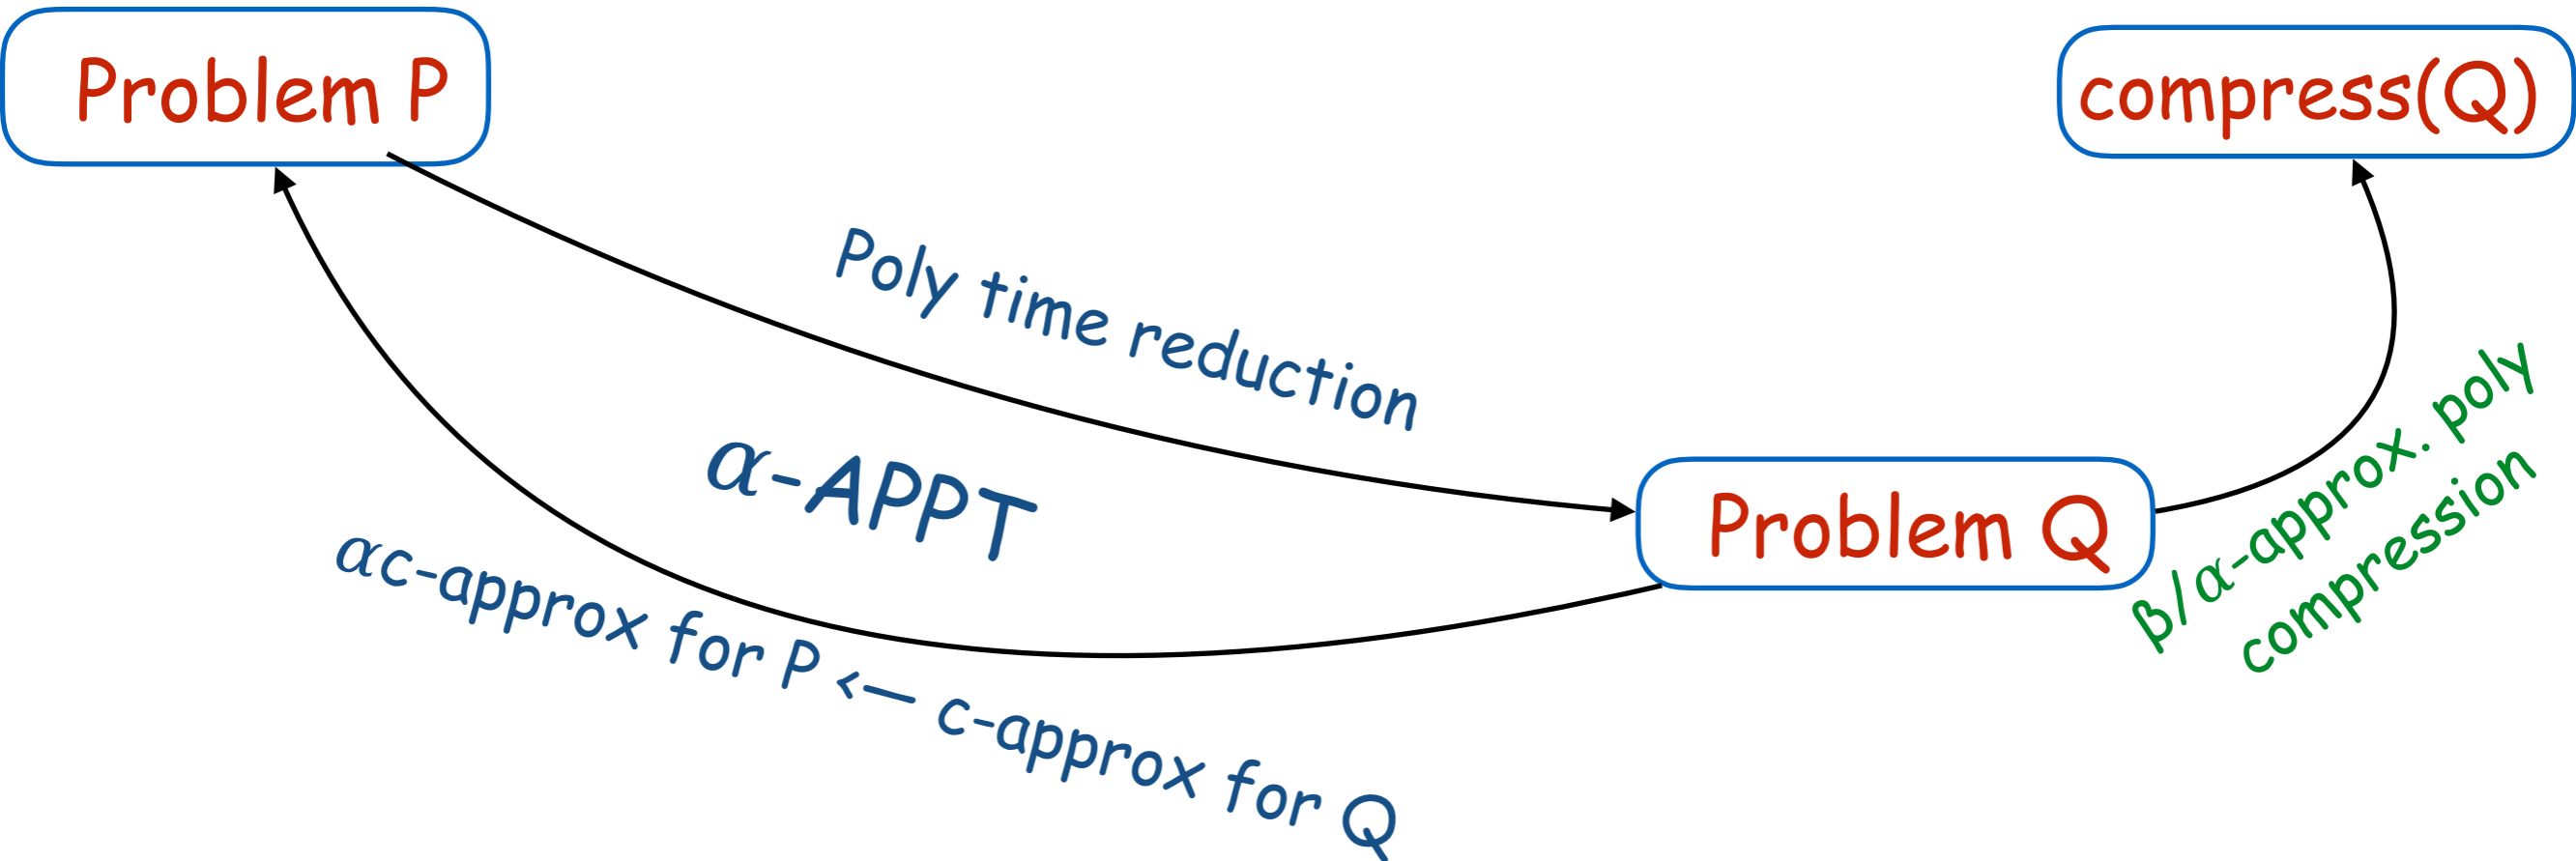 Problem P
compress(Q)
Poly time reduction
α-APPT
αc-approx for P <— c-approx for Q
Problem Q
β/α-approx. poly
compression